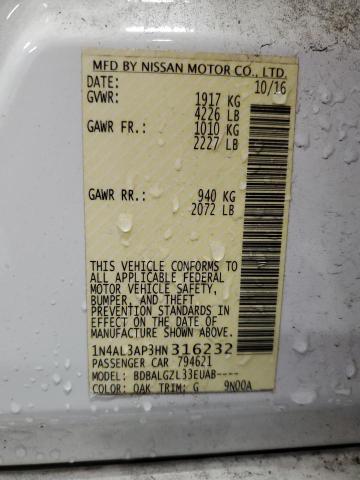 MFD BY NISSAN MOTOR CO., LTD.
DATE: 10/16
GVWR: 1917 KG
4226 LB
GAWR FR.: 1010 KG
2227 LB
GAWR RR.: 940 KG
2072 LB
THIS VEHICLE CONFORMS TO
ALL APPLICABLE FEDERAL
MOTOR VEHICLE SAFETY,
BUMPER, AND THEFT
PREVENTION STANDARDS IN
EFFECT ON THE DATE OF
MANUFACTURE SHOWN ABOVE.
1N4AL3AP3HN316232
PASSENGER CAR 794621
MODEL: BDBALGZL33EUAB----
COLOR: QAK TRIM: G 9N00A